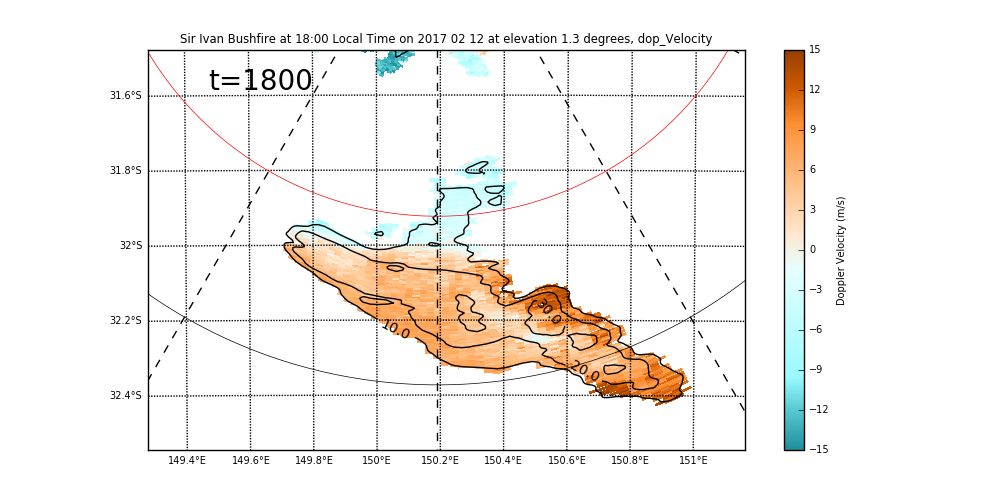 Sir Ivan Bushfire at 18:00 Local Time on 2017 02 12 at elevation 1.3 degrees, dop_Velocity
t=1800
31.6°S
31.8°S
32°S
32.2°S
32.4°S
149.4°E 149.6°E 149.8°E 150°E 150.2°E 150.4°E 150.6°E 150.8°E 151°E
10.0
30.0
20.0
15
12
9
6
3
0
−3
−6
−9
−12
−15
Doppler Velocity (m/s)